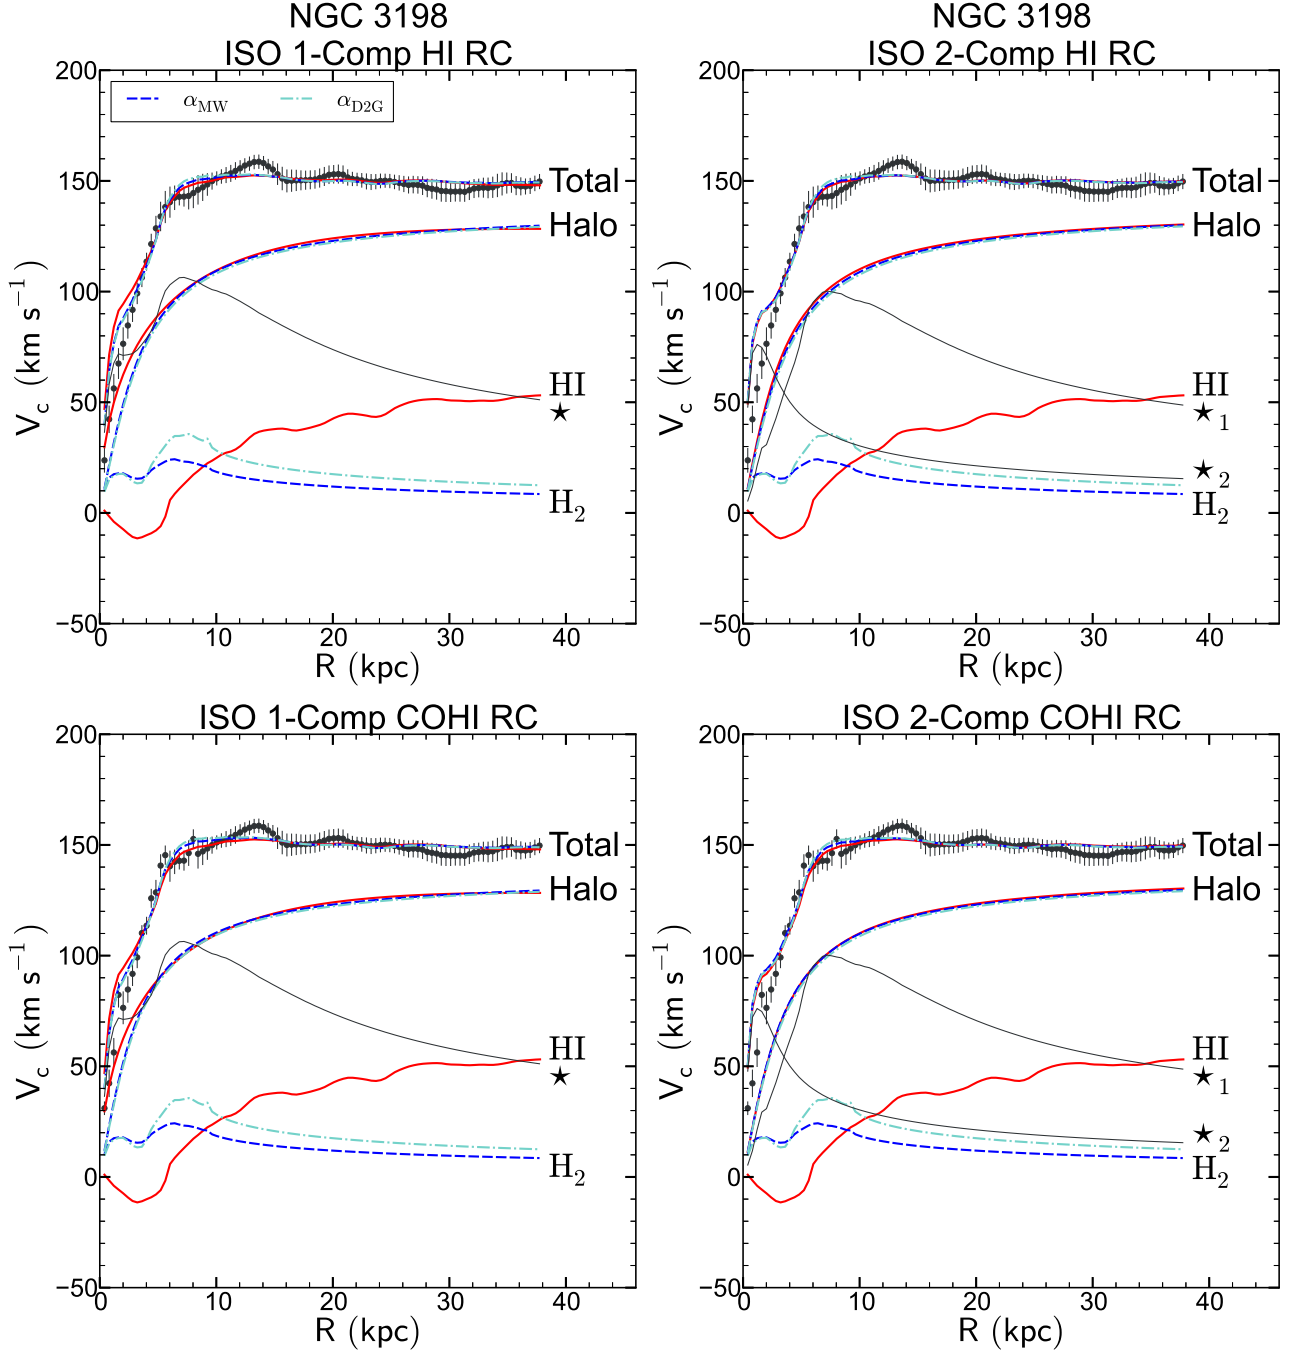 NGC 3198
ISO 1-Comp HI RC
200
150
100
50
0
−50
α_MW
α_D2G
Total
Halo
HI
★
H₂
V_c (km s⁻¹)
0 10 20 30 40
R (kpc)
NGC 3198
ISO 2-Comp HI RC
200
150
100
50
0
−50
Total
Halo
HI
★₁
★₂
H₂
V_c (km s⁻¹)
0 10 20 30 40
R (kpc)
ISO 1-Comp COHI RC
200
150
100
50
0
−50
Total
Halo
HI
★
H₂
V_c (km s⁻¹)
0 10 20 30 40
R (kpc)
ISO 2-Comp COHI RC
200
150
100
50
0
−50
Total
Halo
HI
★₁
★₂
H₂
V_c (km s⁻¹)
0 10 20 30 40
R (kpc)